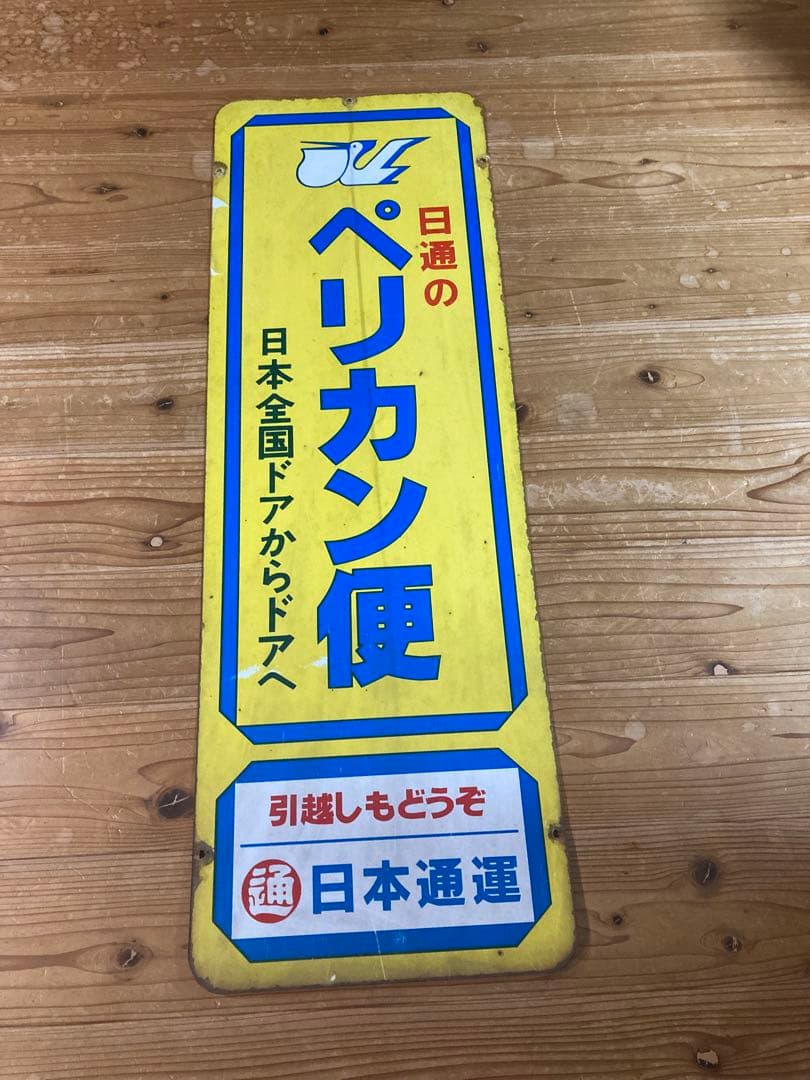 日通の
ペリカン便
日本全国ドアからドアへ
引越しもどうぞ
通 日本通運